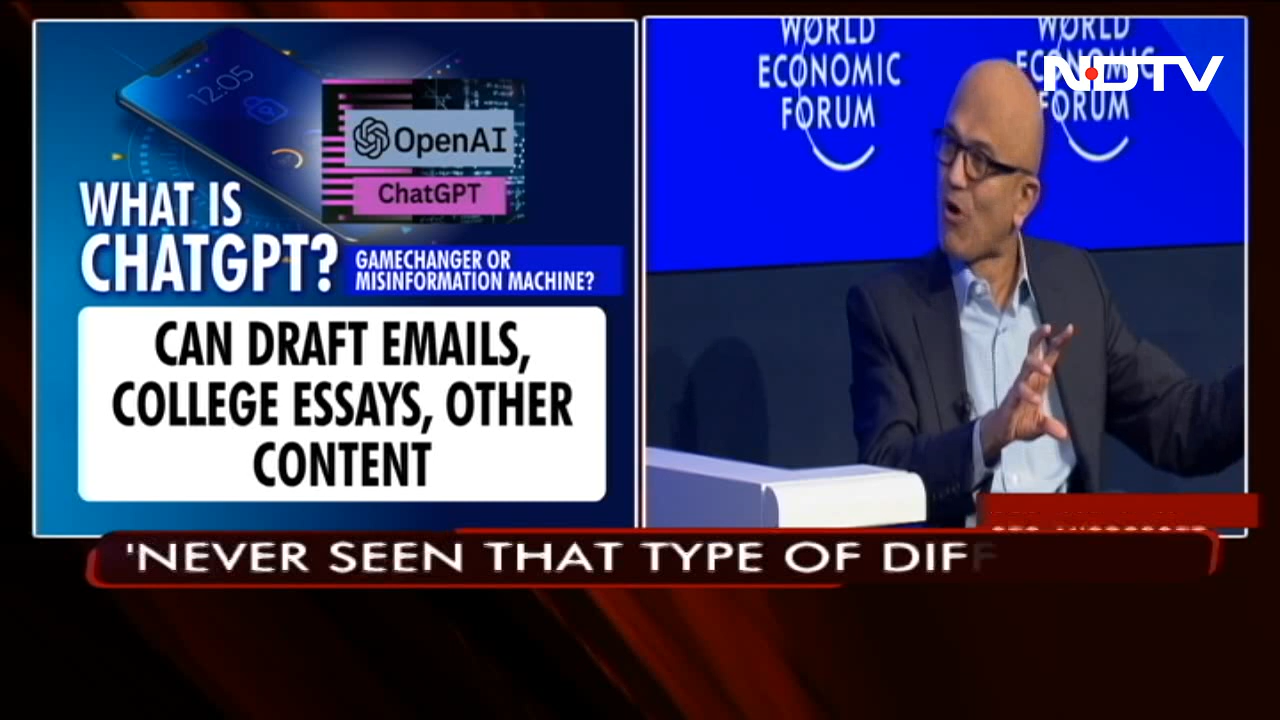 12:05
OpenAI
ChatGPT
WHAT IS
CHATGPT?
GAMECHANGER OR
MISINFORMATION MACHINE?
CAN DRAFT EMAILS,
COLLEGE ESSAYS, OTHER
CONTENT
WORLD
ECONOMIC
FORUM
WORLD
ECONOMIC
FORUM
NDTV
'NEVER SEEN THAT TYPE OF DIFF